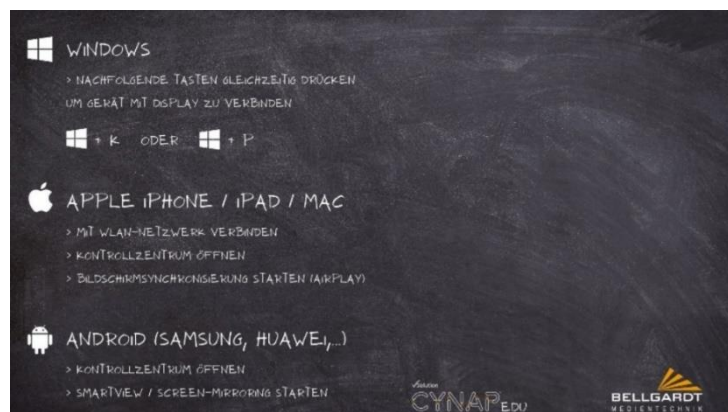 WINDOWS
> NACHFOLGENDE TASTEN GLEICHZEITIG DRÜCKEN
UM GERÄT MIT DISPLAY ZU VERBINDEN
+ K ODER + P
APPLE iPHONE / iPAD / MAC
> MIT WLAN-NETZWERK VERBINDEN
> KONTROLLZENTRUM ÖFFNEN
> BILDSCHIRMSYNCHRONISIERUNG STARTEN (AIRPLAY)
ANDROID (SAMSUNG, HUAWEI,...)
> KONTROLLZENTRUM ÖFFNEN
> SMARTVIEW / SCREEN-MIRRORING STARTEN
CYNAP EDU
BELLGARDT
MEDIENTECHNIK